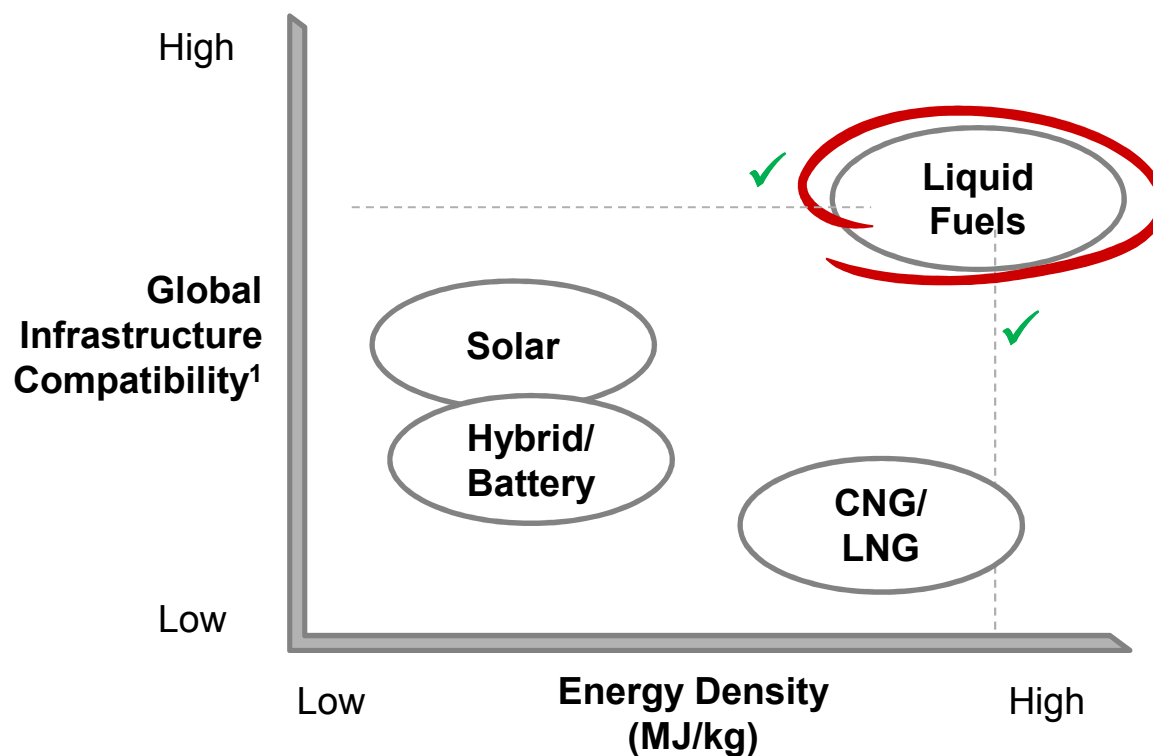 High
Liquid
Fuels
Global
Infrastructure
Compatibility¹
Solar
Hybrid/
Battery
CNG/
LNG
Low
Low
Energy Density
(MJ/kg)
High